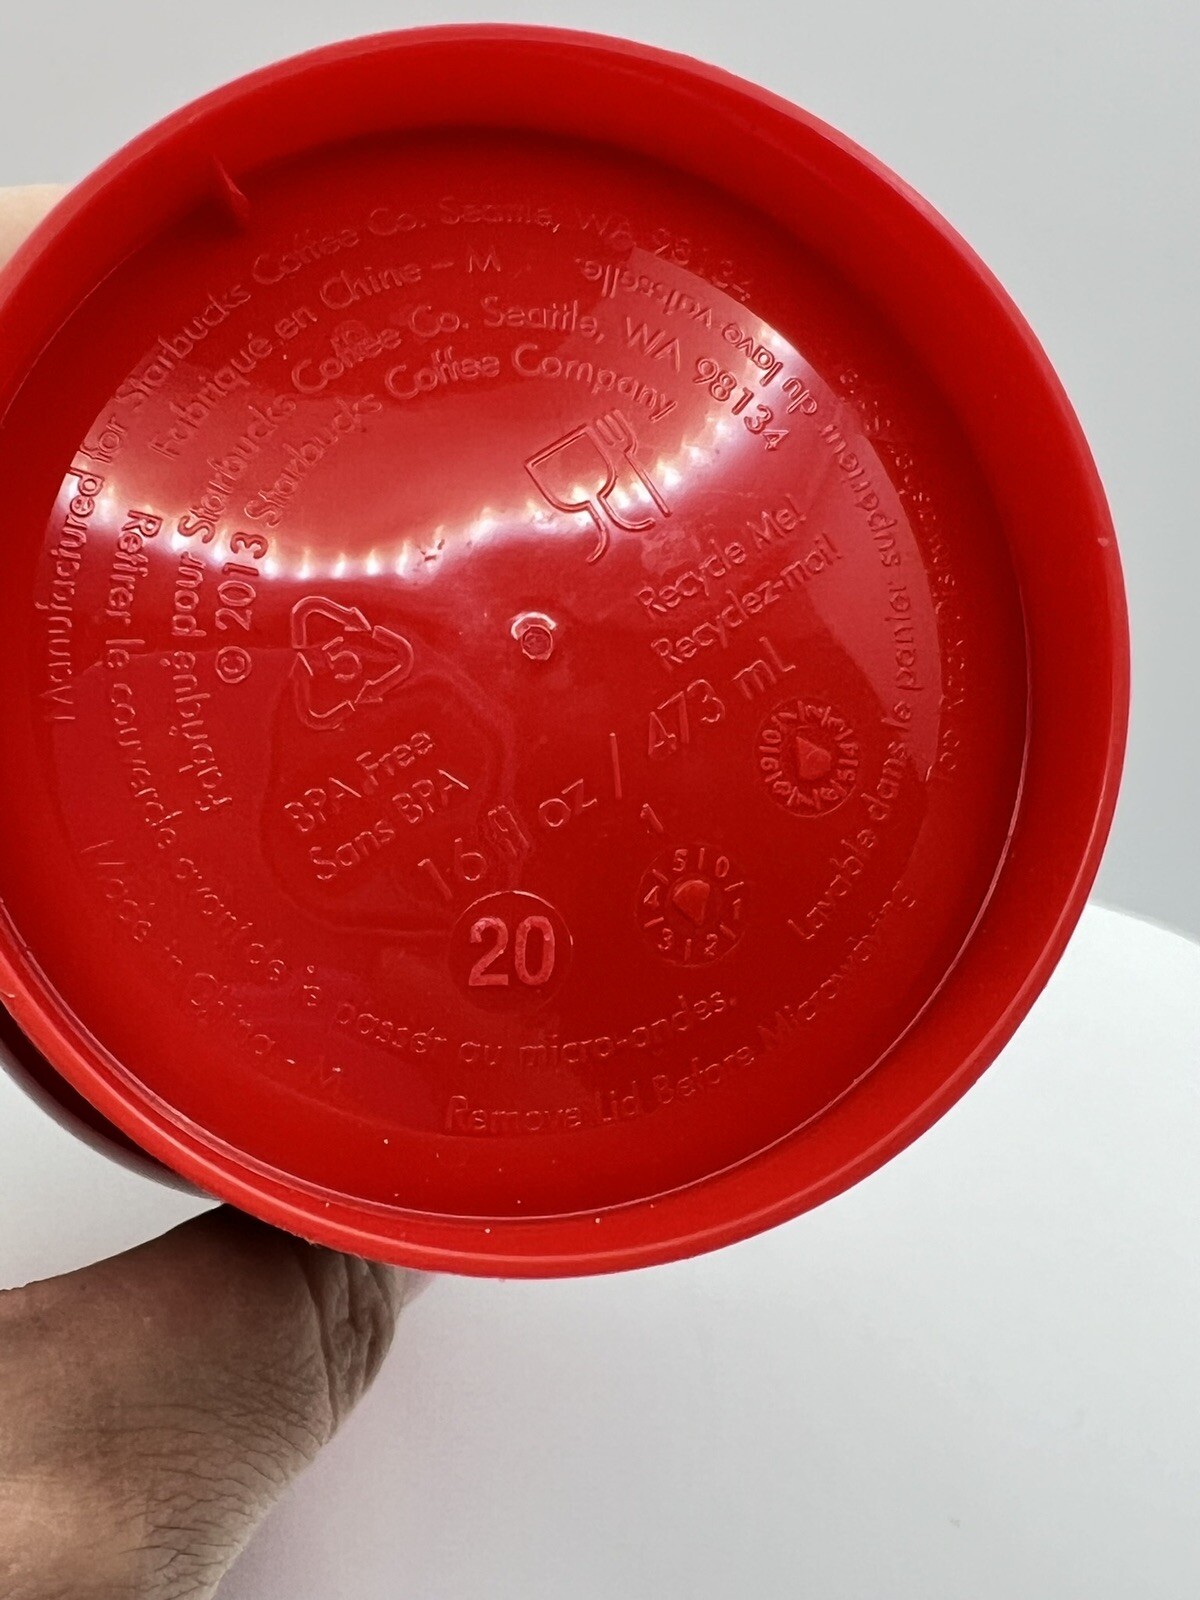 Manufactured for Starbucks Coffee Co. Seattle, WA 98134
Fabriqué en Chine – M
Fabriqué pour Starbucks Coffee Co. Seattle, WA 98134
© 2013 Starbucks Coffee Company
Recycle Me!
Recyclez-moi!
5
BPA Free
Sans BPA
16 fl oz | 473 mL
1
20
Lavable dans le panier supérieur du lave vaisselle.
Retirer le couvercle avant de le passer au micro-ondes.
Remove Lid Before Microwaving
Made in China - M